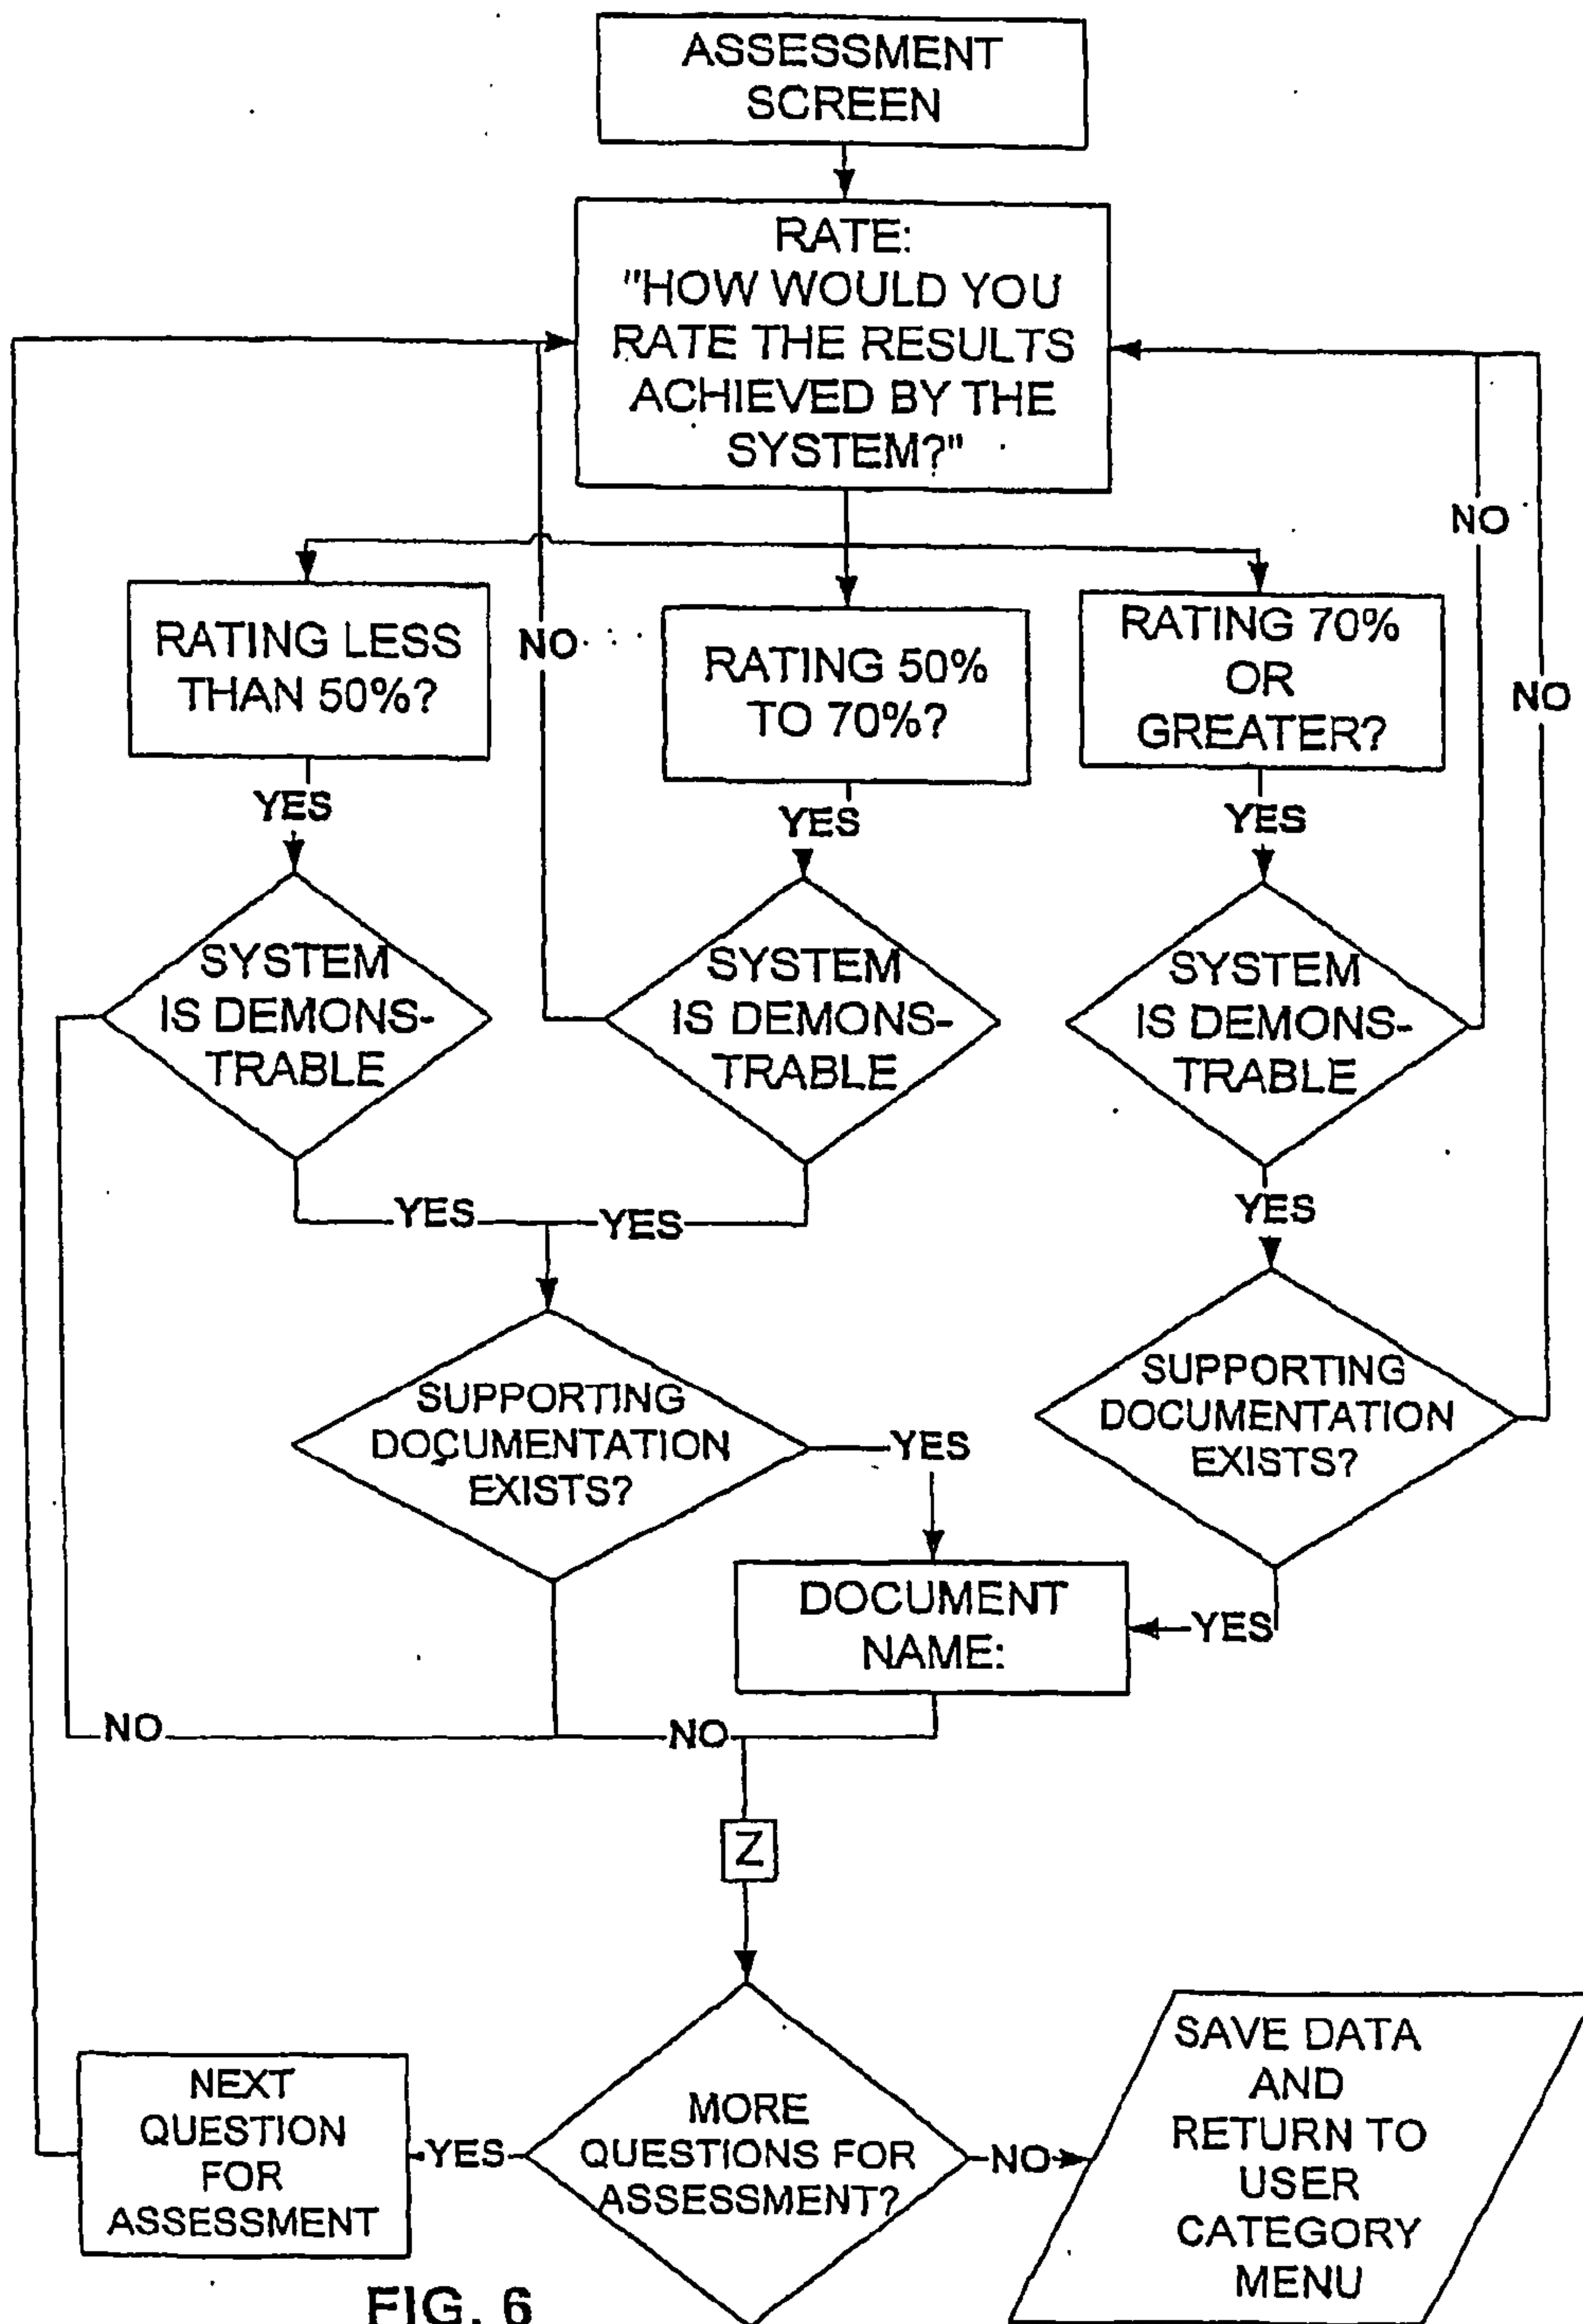 ASSESSMENT
SCREEN
RATE:
"HOW WOULD YOU
RATE THE RESULTS
ACHIEVED BY THE
SYSTEM?"
NO
RATING LESS
THAN 50%?
NO
RATING 50%
TO 70%?
RATING 70%
OR
GREATER?
NO
YES
YES
YES
SYSTEM
IS DEMONS-
TRABLE
SYSTEM
IS DEMONS-
TRABLE
SYSTEM
IS DEMONS-
TRABLE
YES
YES
YES
SUPPORTING
DOCUMENTATION
EXISTS?
YES
SUPPORTING
DOCUMENTATION
EXISTS?
DOCUMENT
NAME:
YES
NO
NO
Z
NEXT
QUESTION
FOR
ASSESSMENT
YES
MORE
QUESTIONS FOR
ASSESSMENT?
NO
SAVE DATA
AND
RETURN TO
USER
CATEGORY
MENU
FIG. 6